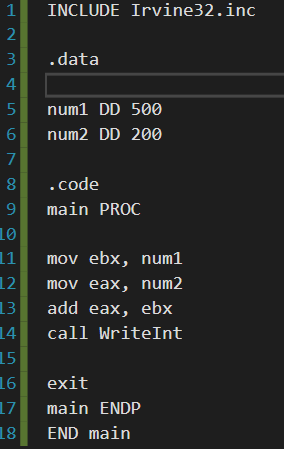 1 INCLUDE Irvine32.inc
2
3 .data
4
5 num1 DD 500
6 num2 DD 200
7
8 .code
9 main PROC
10
11 mov ebx, num1
12 mov eax, num2
13 add eax, ebx
14 call WriteInt
15
16 exit
17 main ENDP
18 END main